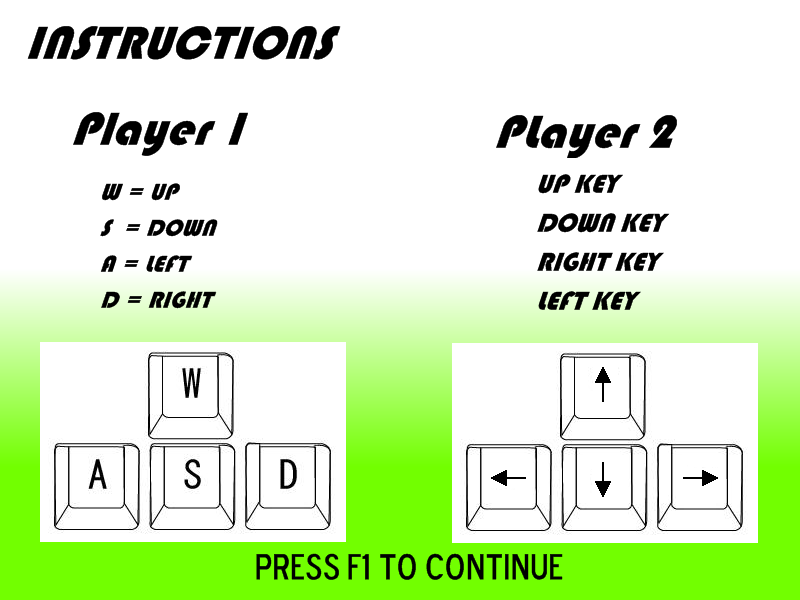 INSTRUCTIONS
Player 1
W = UP
S = DOWN
A = LEFT
D = RIGHT
PLayer 2
UP KEY
DOWN KEY
RIGHT KEY
LEFT KEY
W
A S D
↑
← ↓ →
PRESS F1 TO CONTINUE